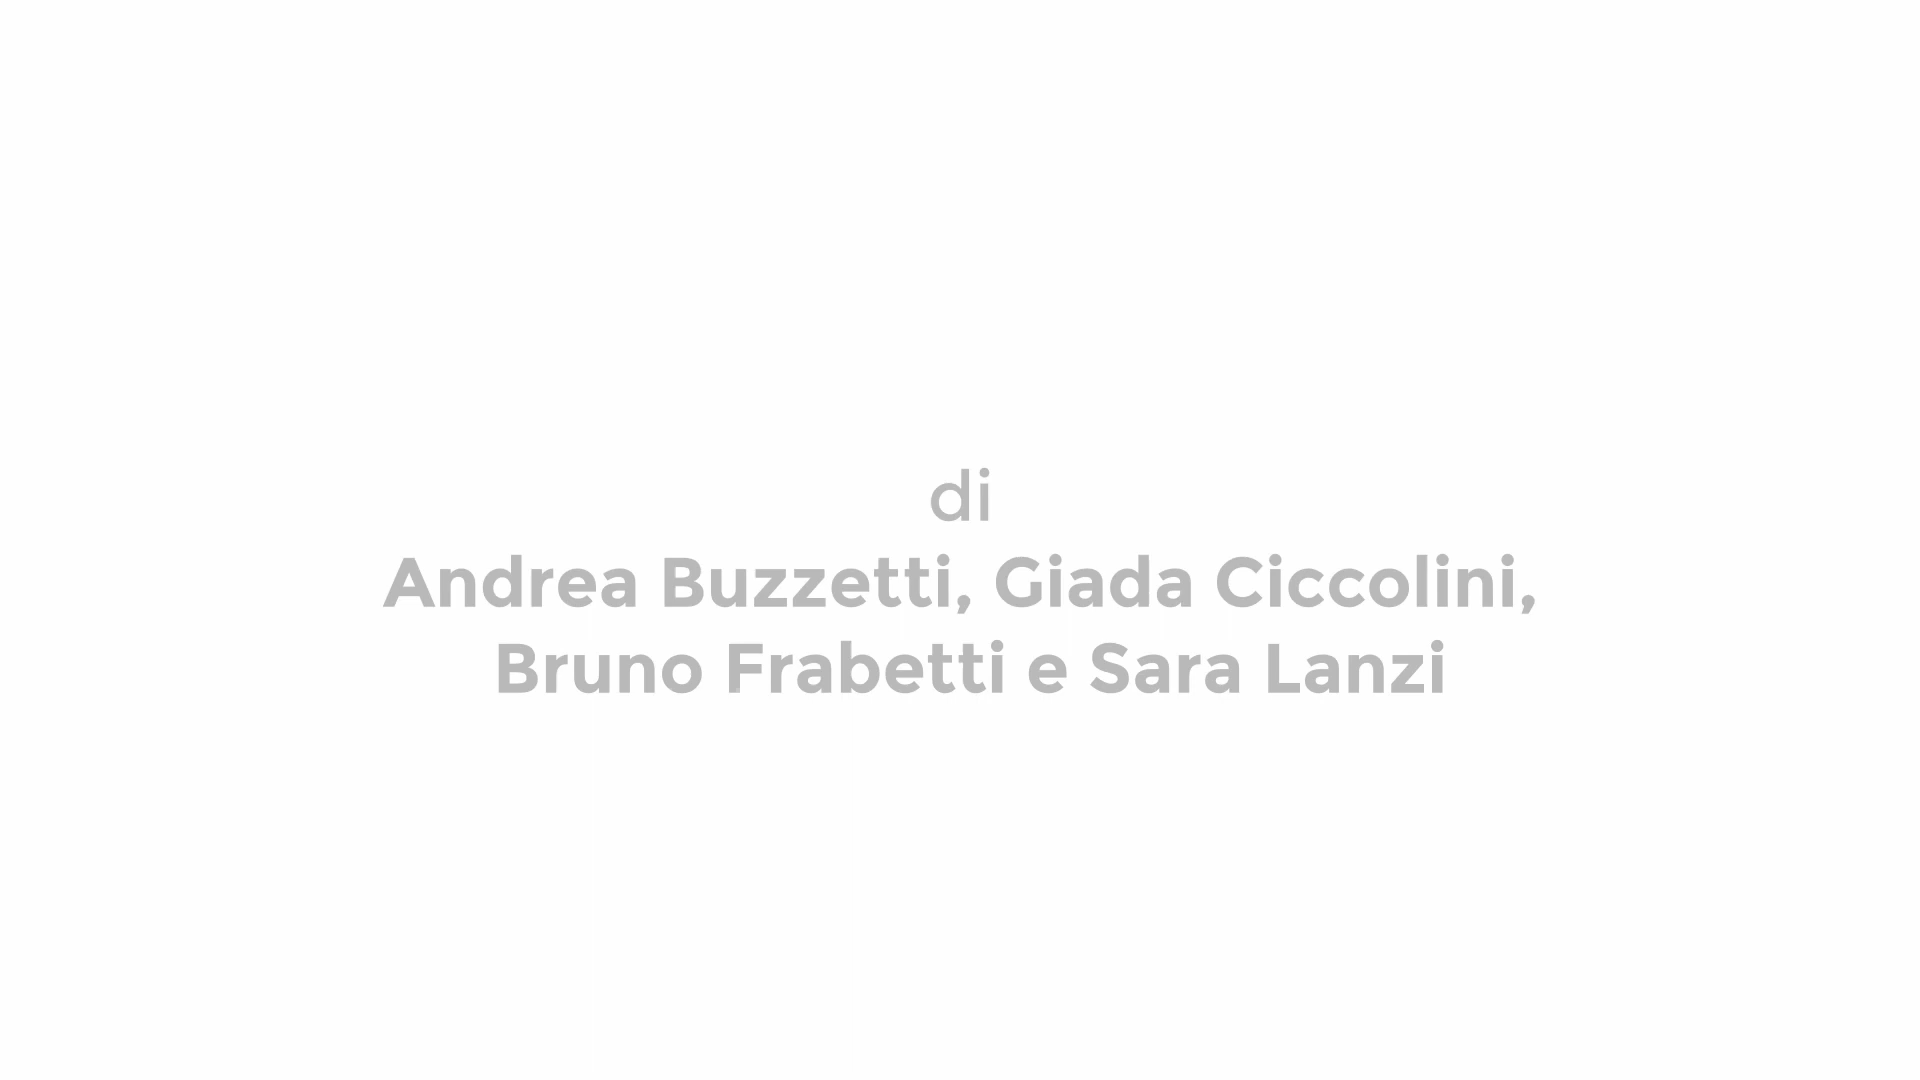 di
Andrea Buzzetti, Giada Ciccolini,
Bruno Frabetti e Sara Lanzi